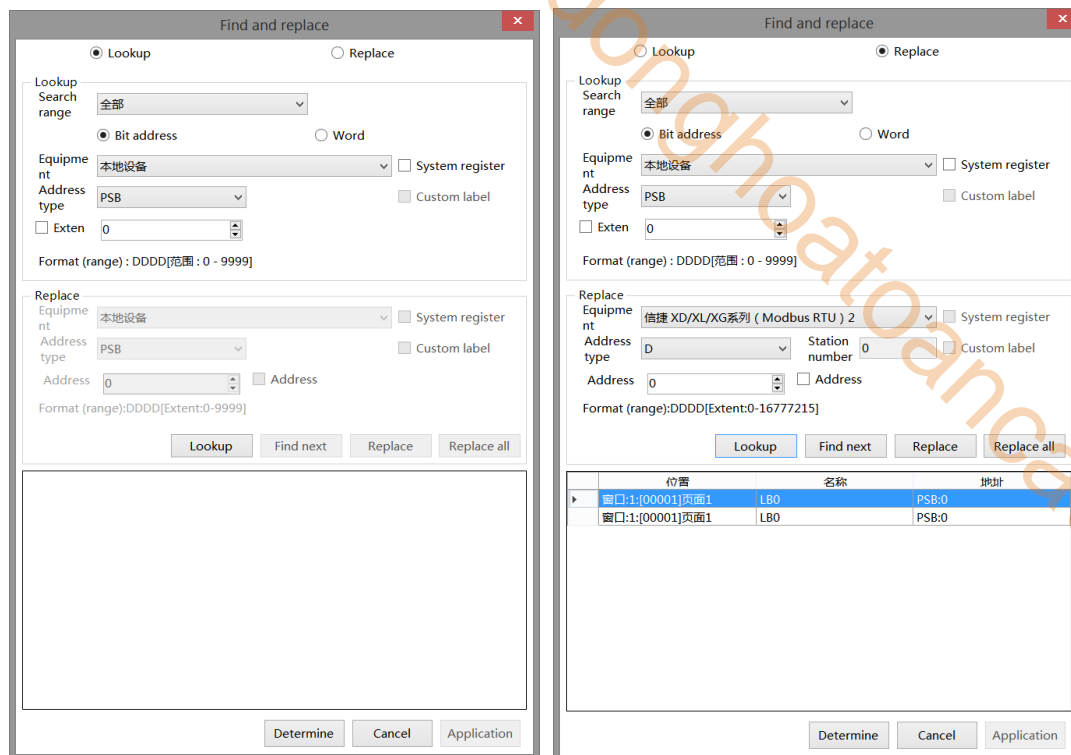 Find and replace
Lookup
Replace
Lookup
Search
range
全部
Bit address
Word
Equipme
nt
本地设备
System register
Address
type
PSB
Custom label
Exten
0
Format (range) : DDDD[范围 : 0 - 9999]
Replace
Equipme
nt
本地设备
System register
Address
type
PSB
Custom label
Address
0
Address
Format (range):DDDD[Extent:0-9999]
Lookup
Find next
Replace
Replace all
Determine
Cancel
Application
Find and replace
Lookup
Replace
Lookup
Search
range
全部
Bit address
Word
Equipme
nt
本地设备
System register
Address
type
PSB
Custom label
Exten
0
Format (range) : DDDD[范围 : 0 - 9999]
Replace
Equipme
nt
信捷 XD/XL/XG系列（Modbus RTU）2
System register
Address
type
D
Station
number
0
Custom label
Address
0
Address
Format (range):DDDD[Extent:0-16777215]
Lookup
Find next
Replace
Replace all
位置 名称 地址
窗口:1:[00001]页面1 LB0 PSB:0
窗口:1:[00001]页面1 LB0 PSB:0
Determine
Cancel
Application